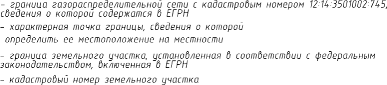 - граница газораспределительной сети с кадастровым номером 12:14:3501002:745,
сведения о которой содержатся в ЕГРН
- характерная точка границы, сведения о которой
определить ее местоположение на местности
- граница земельного участка, установленная в соответствии с федеральным
законодательством, включенная в ЕГРН
- кадастровый номер земельного участка